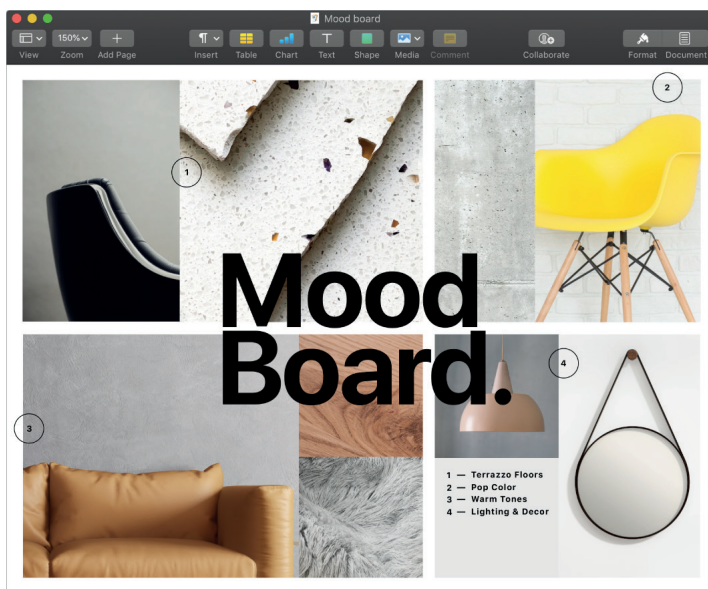 Mood board
150%
View
Zoom
Add Page
Insert
Table
Chart
Text
Shape
Media
Comment
Collaborate
Format
Document
1
2
Mood
Board.
3
4
1 — Terrazzo Floors
2 — Pop Color
3 — Warm Tones
4 — Lighting & Decor